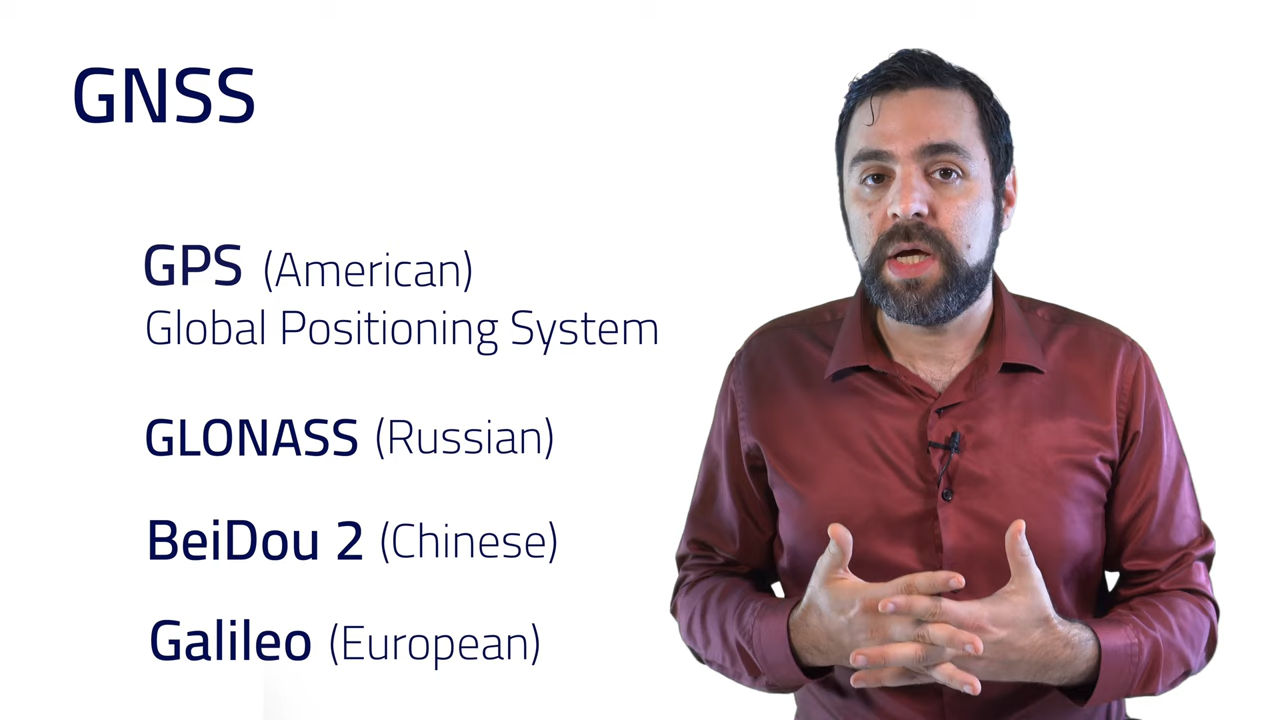 GNSS
GPS (American)
Global Positioning System
GLONASS (Russian)
BeiDou 2 (Chinese)
Galileo (European)